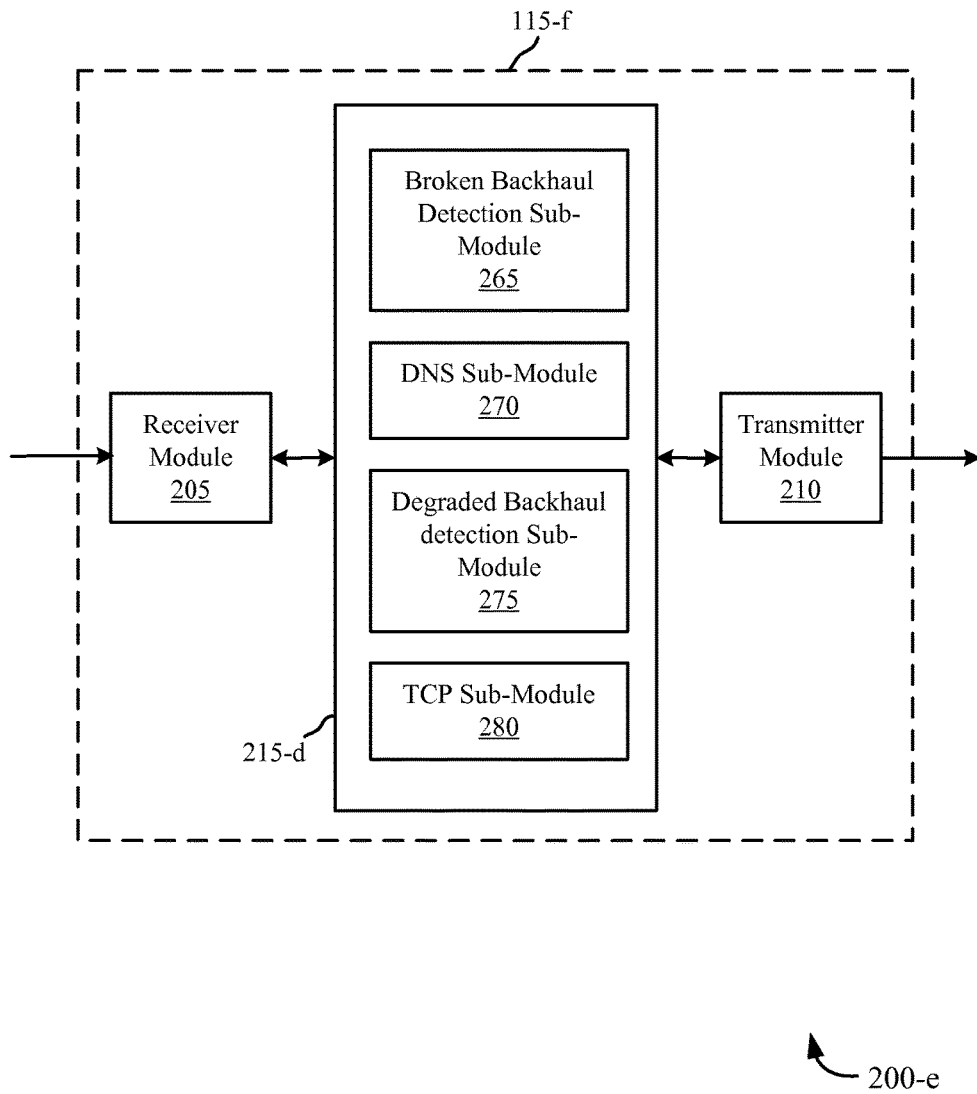 115-f
Broken Backhaul
Detection Sub-
Module
265
DNS Sub-Module
270
Receiver
Module
205
Transmitter
Module
210
Degraded Backhaul
detection Sub-
Module
275
TCP Sub-Module
280
215-d
200-e